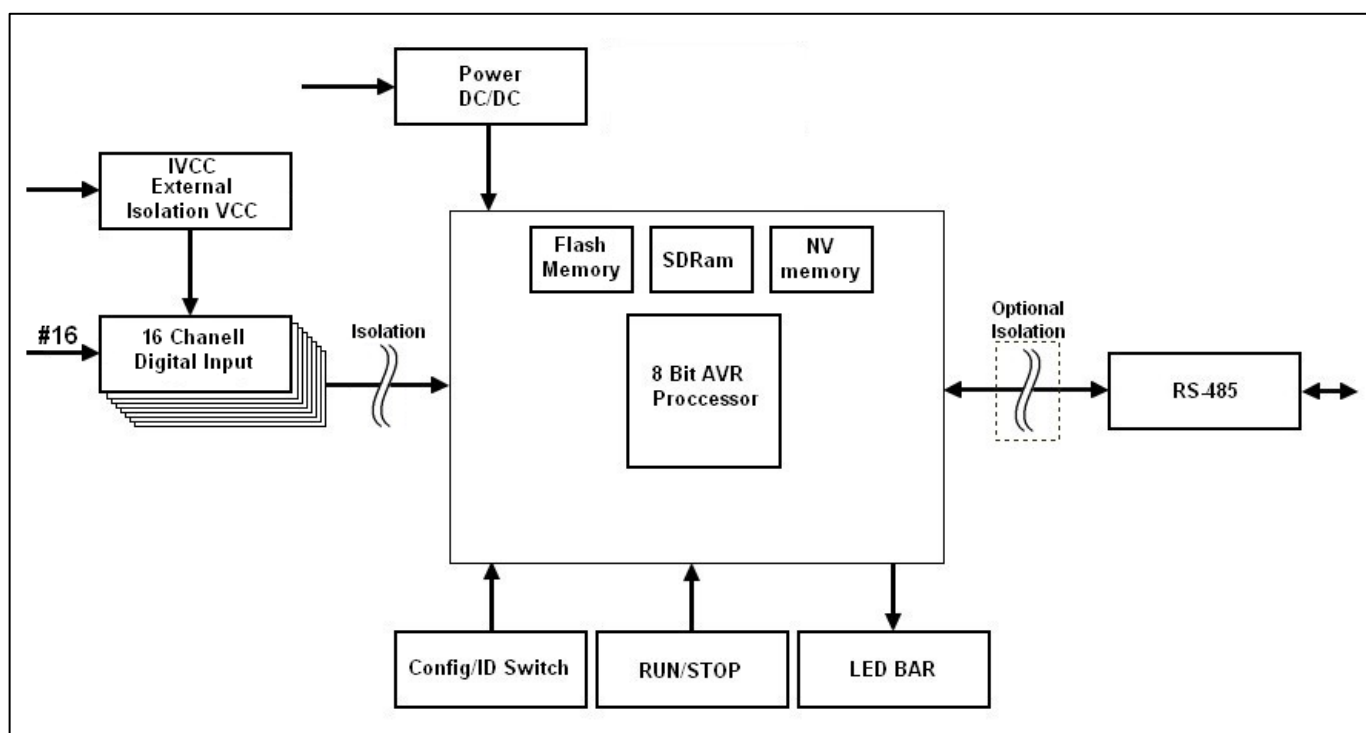 Power
DC/DC
IVCC
External
Isolation VCC
Flash
Memory
SDRam
NV
memory
#16
16 Chanell
Digital Input
Isolation
8 Bit AVR
Proccessor
Optional
Isolation
RS-485
Config/ID Switch
RUN/STOP
LED BAR